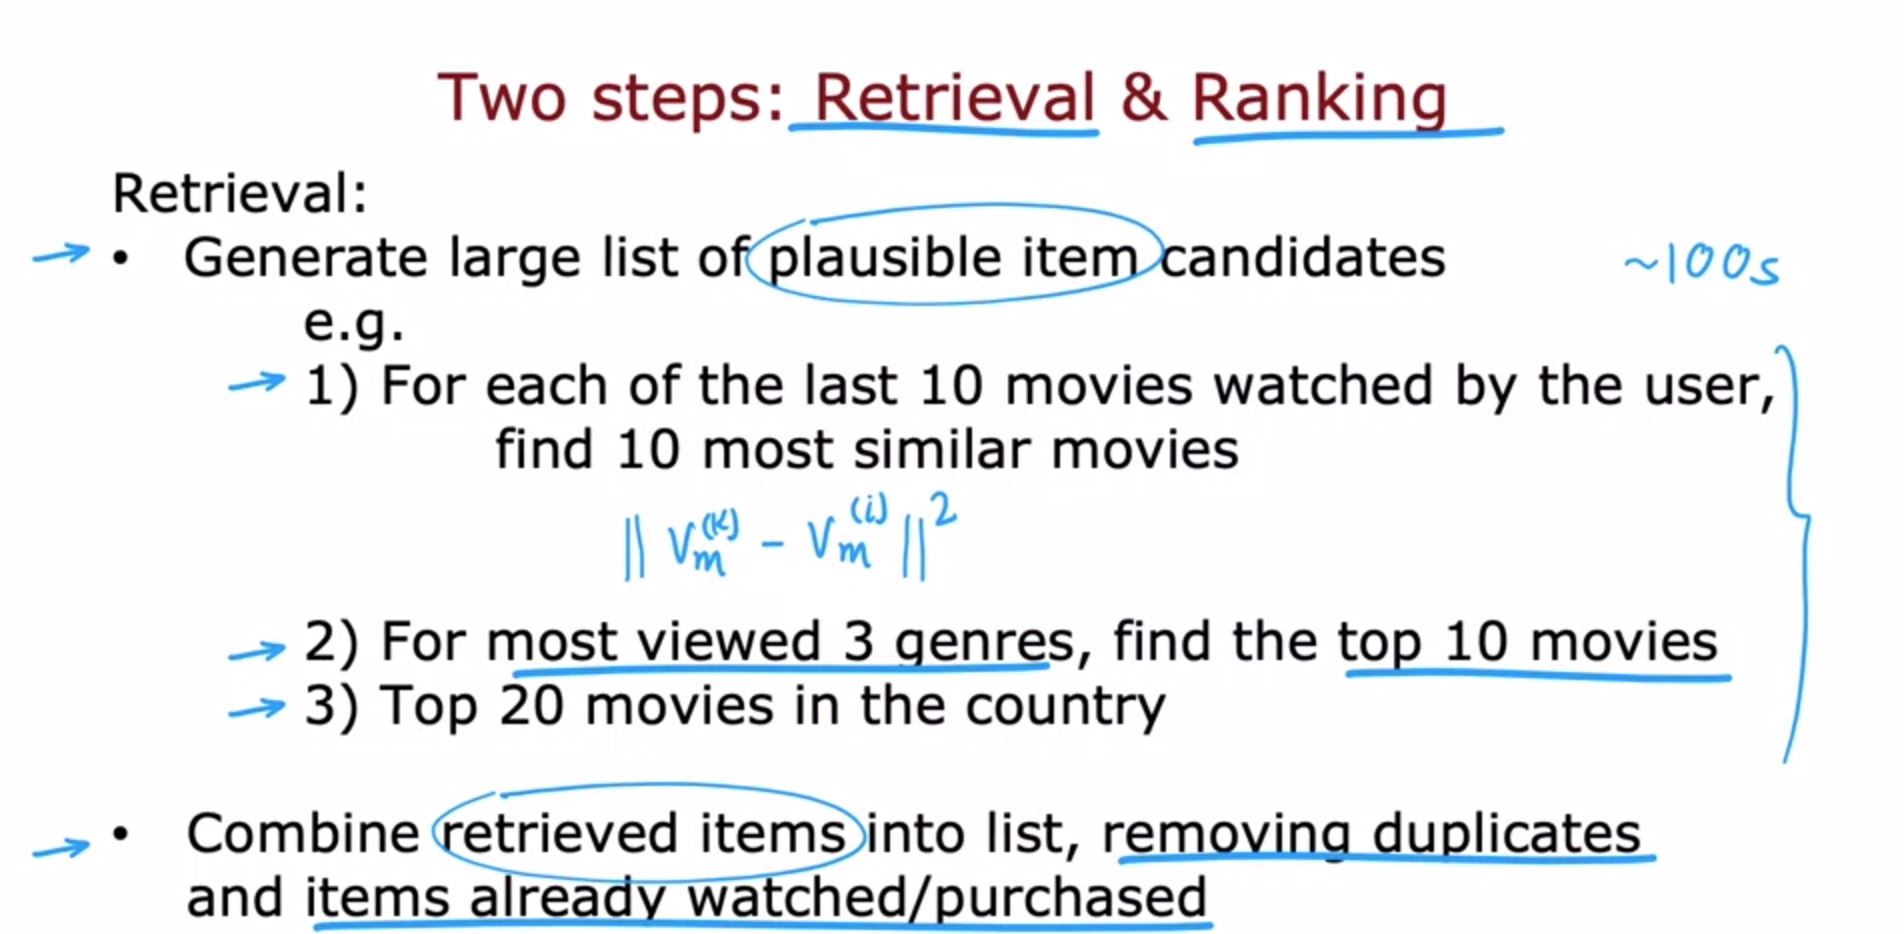 Two steps: Retrieval & Ranking
Retrieval:
→ • Generate large list of plausible item candidates ~100s
e.g.
→ 1) For each of the last 10 movies watched by the user,
find 10 most similar movies
|| Vm(k) - Vm(i) ||2
→ 2) For most viewed 3 genres, find the top 10 movies
→ 3) Top 20 movies in the country
→ • Combine retrieved items into list, removing duplicates
and items already watched/purchased